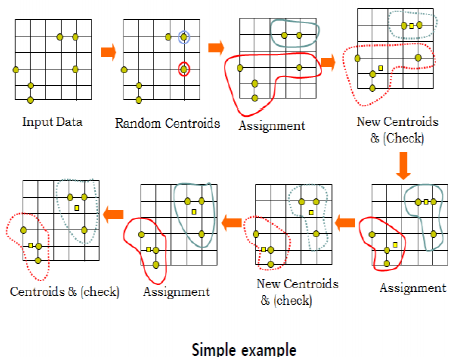 Input Data
Random Centroids
Assignment
New Centroids
& (Check)
Centroids & (check)
Assignment
New Centroids
& (check)
Assignment
Simple example